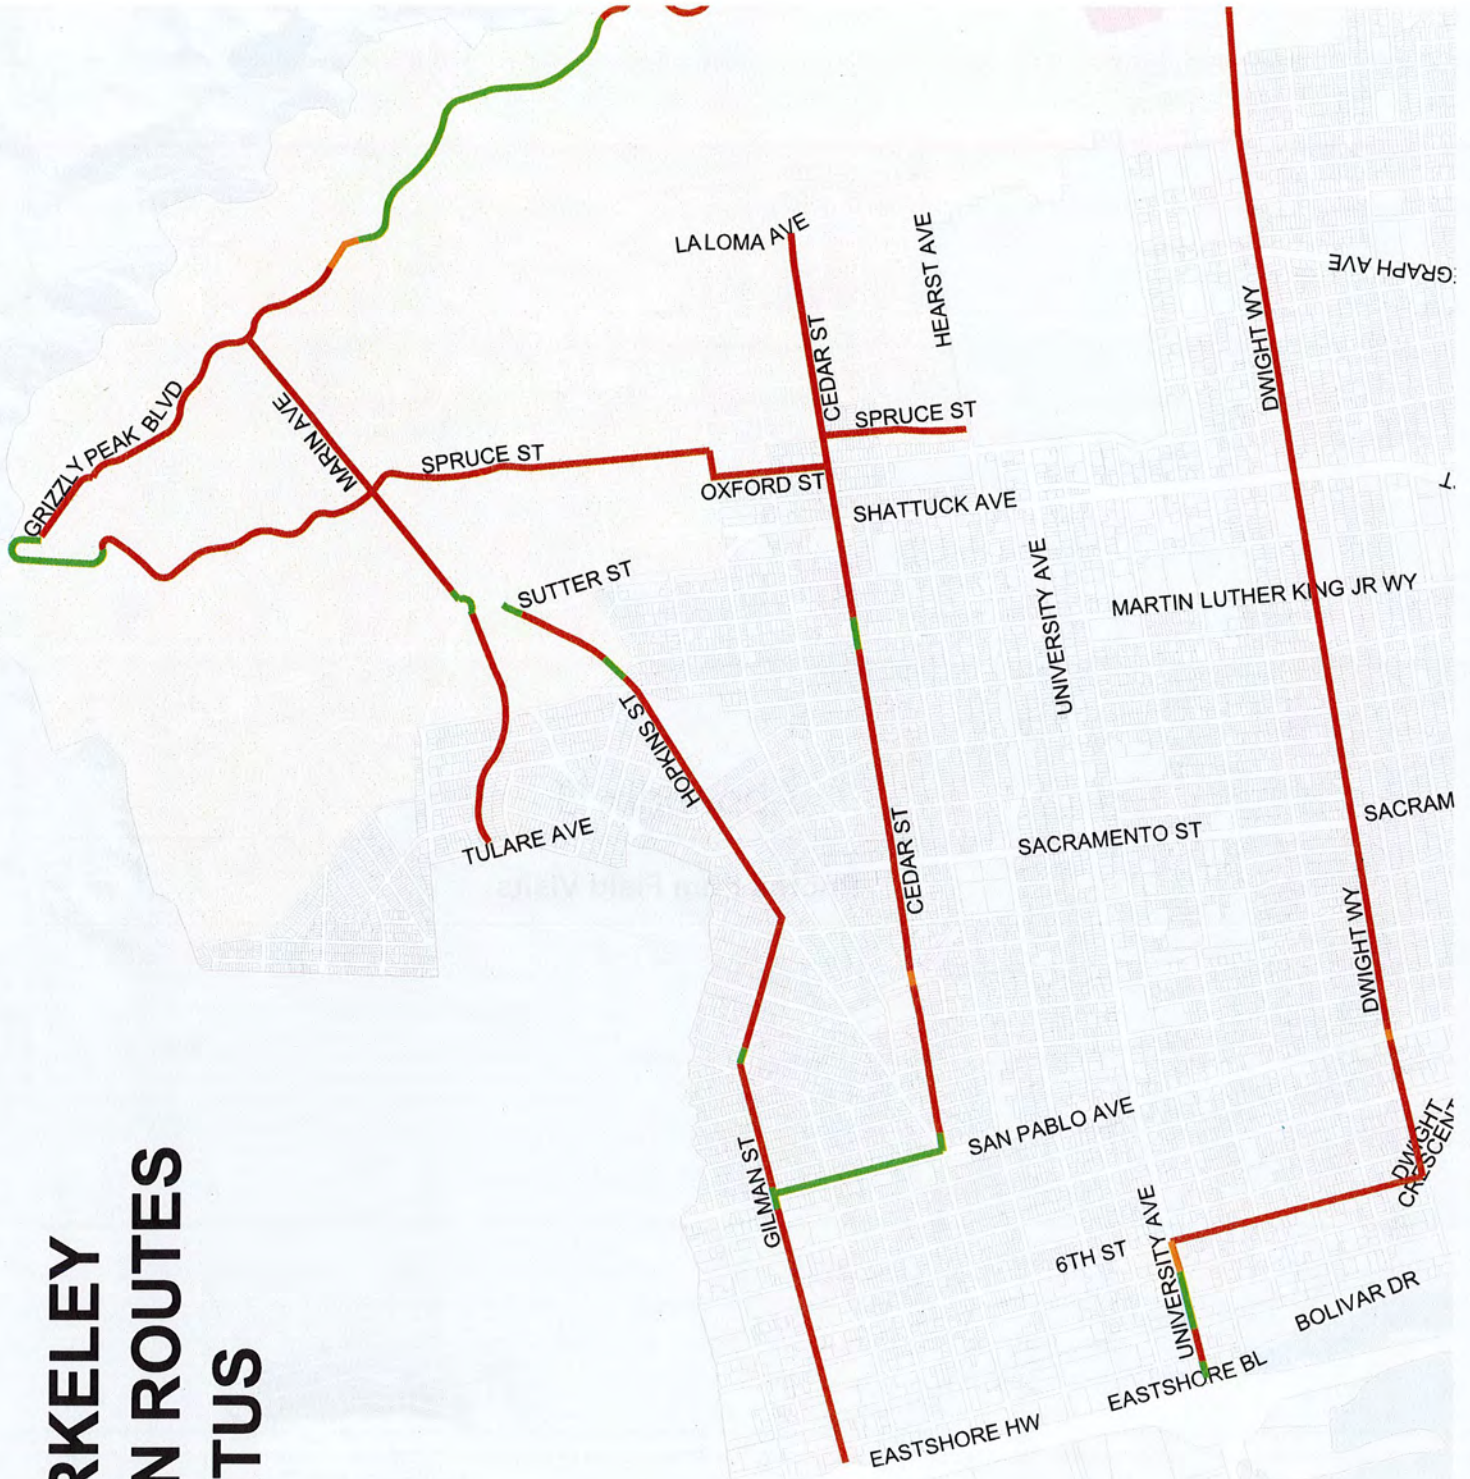 LA LOMA AVE
HEARST AVE
GRAPH AVE
CEDAR ST
DWIGHT WY
GRIZZLY PEAK BLVD
MARIN AVE
SPRUCE ST
SPRUCE ST
OXFORD ST
SHATTUCK AVE
UNIVERSITY AVE
MARTIN LUTHER KING JR WY
SUTTER ST
HOPKINS ST
TULARE AVE
CEDAR ST
SACRAMENTO ST
SACRAM
DWIGHT WY
SAN PABLO AVE
DWIGHT
CRESCENT
GILMAN ST
6TH ST
UNIVERSITY AVE
BOLIVAR DR
EASTSHORE BL
EASTSHORE HW
RKELEY
N ROUTES
TUS